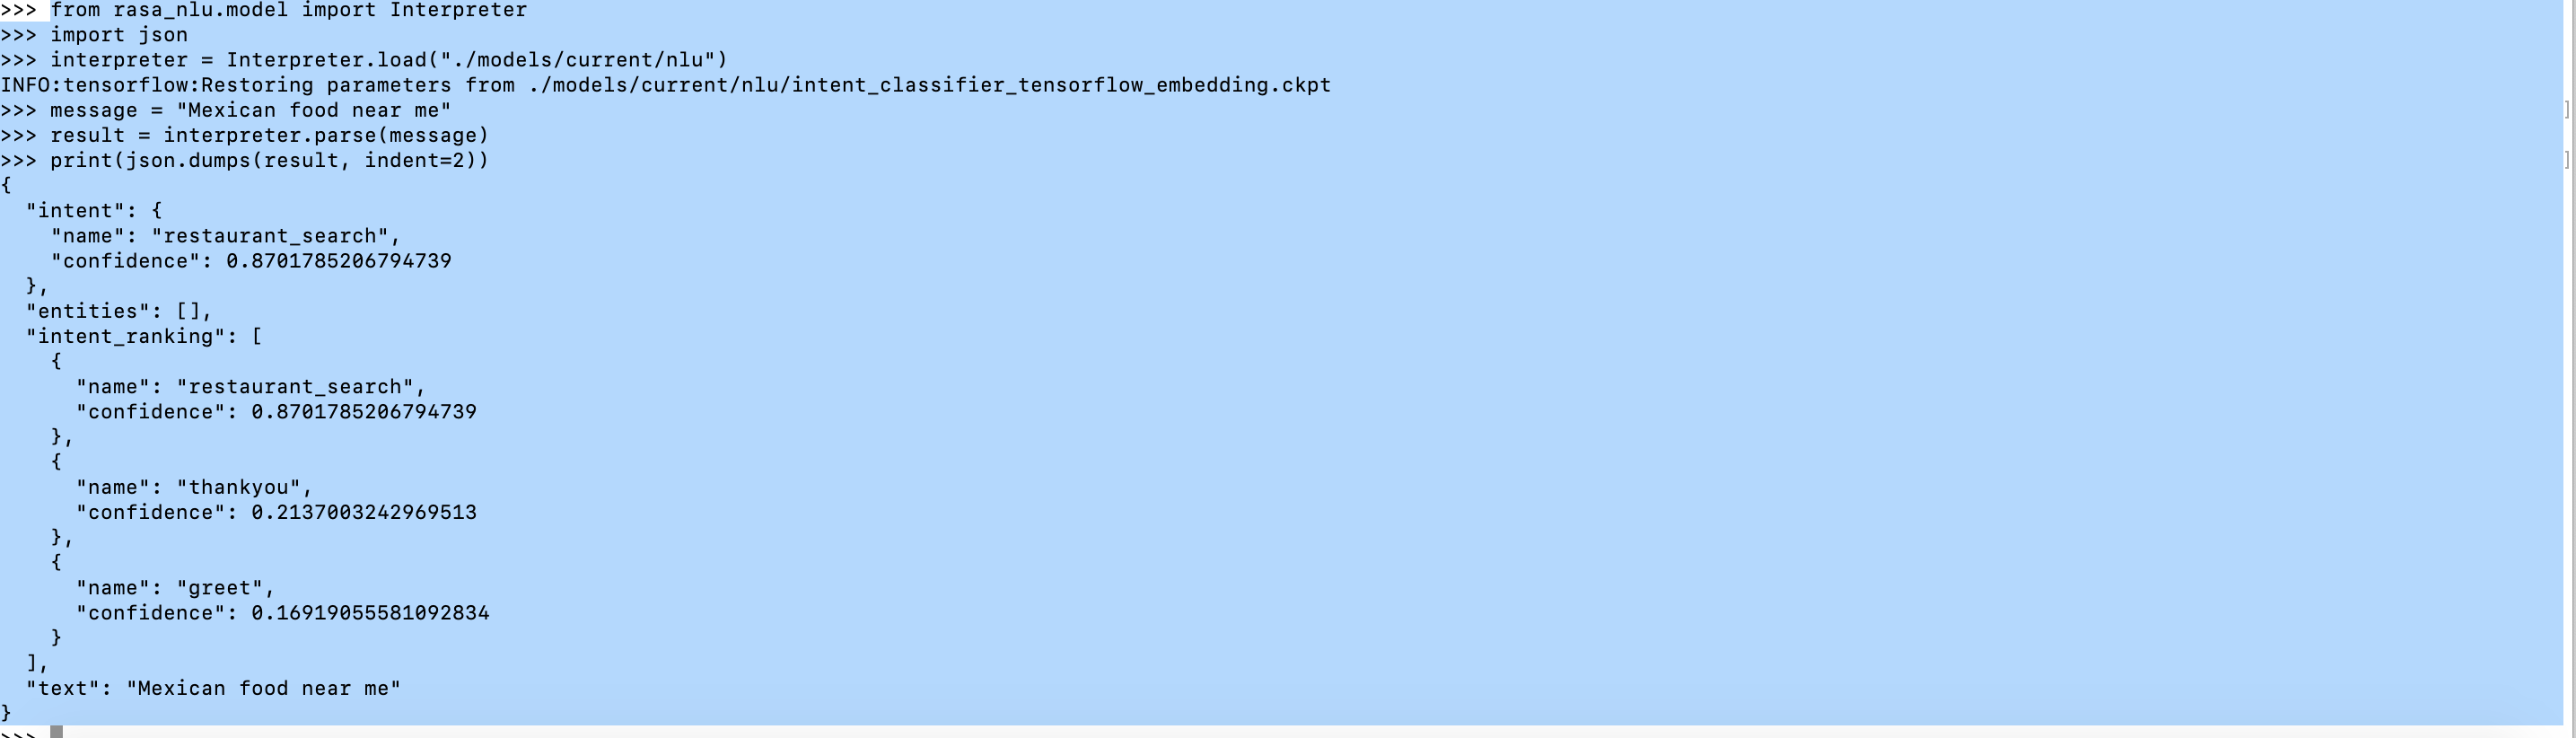 >>> from rasa_nlu.model import Interpreter
>>> import json
>>> interpreter = Interpreter.load("./models/current/nlu")
INFO:tensorflow:Restoring parameters from ./models/current/nlu/intent_classifier_tensorflow_embedding.ckpt
>>> message = "Mexican food near me"
>>> result = interpreter.parse(message)
>>> print(json.dumps(result, indent=2))
{
  "intent": {
    "name": "restaurant_search",
    "confidence": 0.8701785206794739
  },
  "entities": [],
  "intent_ranking": [
    {
      "name": "restaurant_search",
      "confidence": 0.8701785206794739
    },
    {
      "name": "thankyou",
      "confidence": 0.2137003242969513
    },
    {
      "name": "greet",
      "confidence": 0.16919055581092834
    }
  ],
  "text": "Mexican food near me"
}
>>>